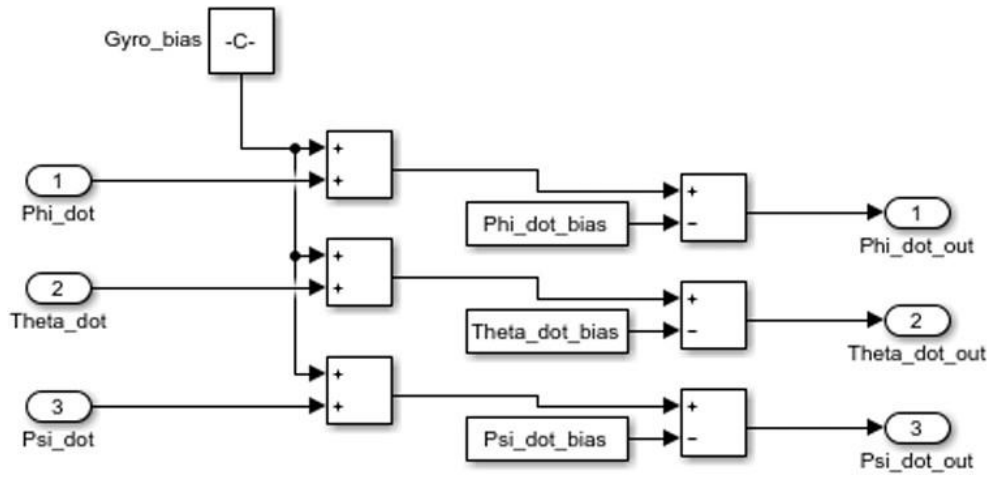 Gyro_bias
-C-
+
+
1
Phi_dot
+
-
Phi_dot_bias
1
Phi_dot_out
+
+
2
Theta_dot
+
-
Theta_dot_bias
2
Theta_dot_out
+
+
3
Psi_dot
+
-
Psi_dot_bias
3
Psi_dot_out